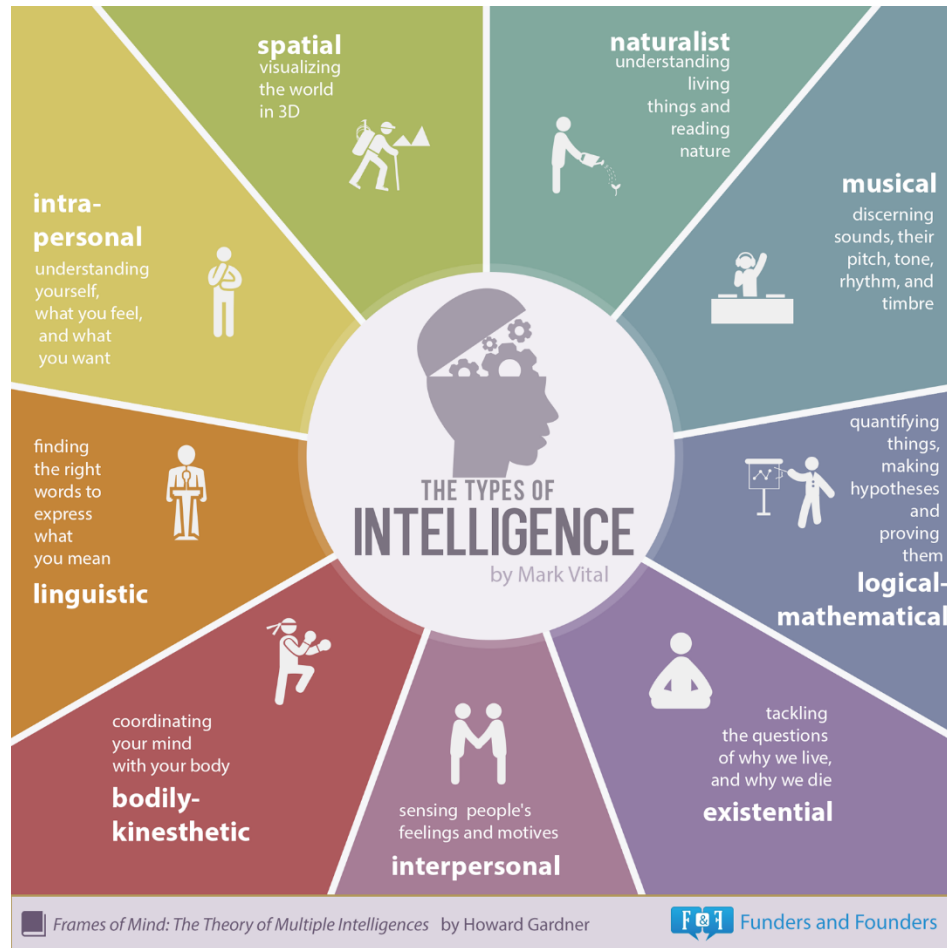 spatial
visualizing
the world
in 3D
naturalist
understanding
living
things and
reading
nature
musical
discerning
sounds, their
pitch, tone,
rhythm, and
timbre
quantifying
things,
making
hypotheses
and
proving
them
logical-
mathematical
tackling
the questions
of why we live,
and why we die
existential
sensing people's
feelings and motives
interpersonal
coordinating
your mind
with your body
bodily-
kinesthetic
finding
the right
words to
express
what
you mean
linguistic
intra-
personal
understanding
yourself,
what you feel,
and what
you want
THE TYPES OF
INTELLIGENCE
by Mark Vital
Frames of Mind: The Theory of Multiple Intelligences by Howard Gardner
F&F Funders and Founders